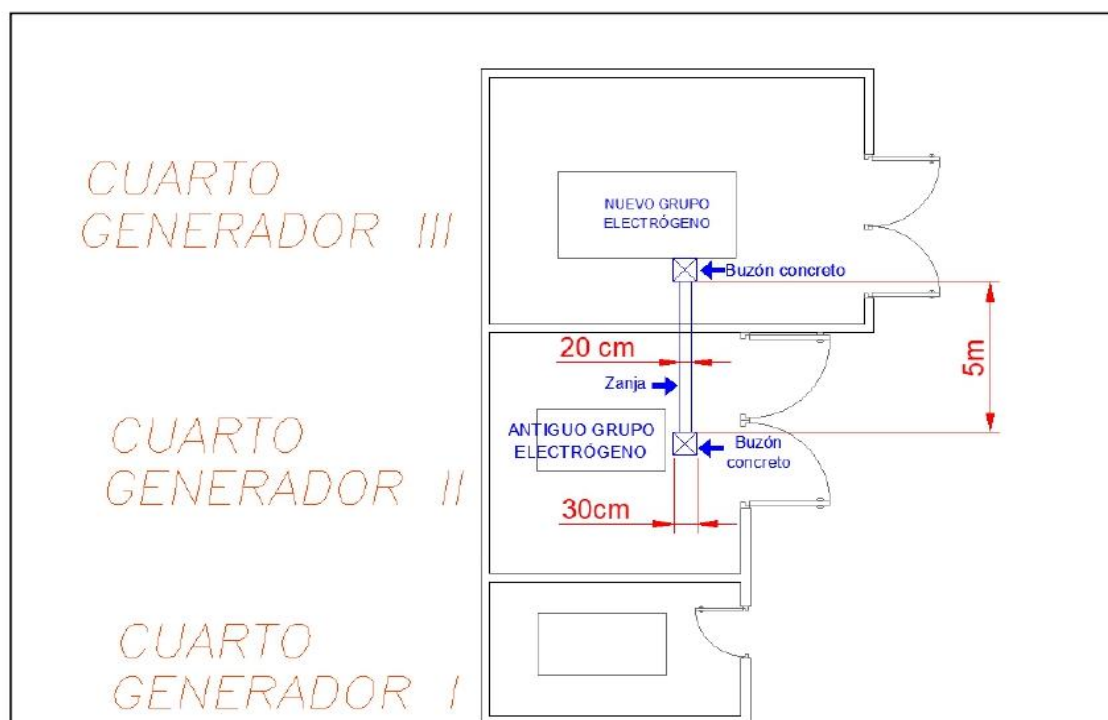 CUARTO
GENERADOR III
NUEVO GRUPO
ELECTRÓGENO
Buzón concreto
20 cm
5m
Zanja
CUARTO
GENERADOR II
ANTIGUO GRUPO
ELECTRÓGENO
Buzón
concreto
30cm
CUARTO
GENERADOR I